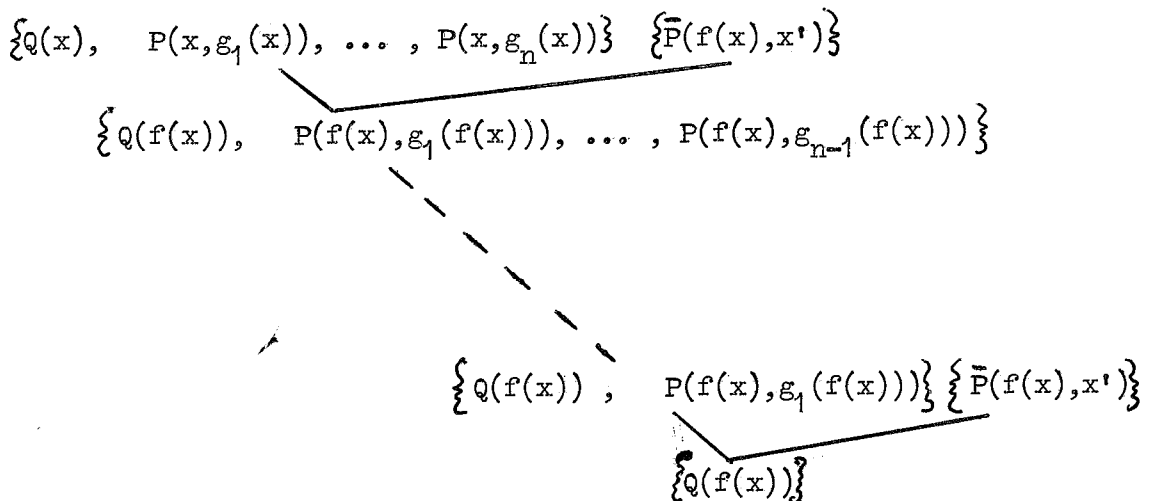 {Q(x), P(x,g₁(x)), ... , P(x,gₙ(x))} {P̄(f(x),x')}
{Q(f(x)), P(f(x),g₁(f(x))), ... , P(f(x),gₙ₋₁(f(x)))}
{Q(f(x)) , P(f(x),g₁(f(x)))} {P̄(f(x),x')}
{Q(f(x))}